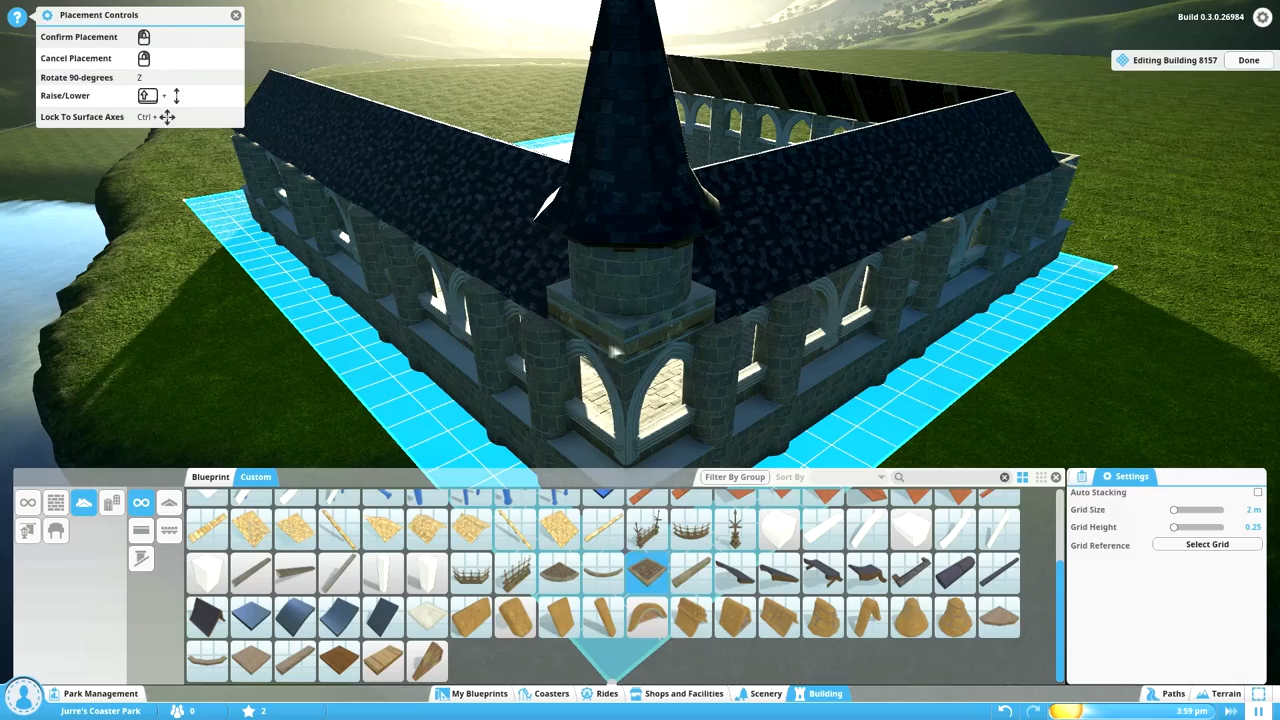 Placement Controls
Confirm Placement
Cancel Placement
Rotate 90-degrees Z
Raise/Lower +
Lock To Surface Axes Ctrl +
Build 0.3.0.26984
Editing Building 8157 Done
Blueprint Custom
Filter By Group Sort By
Settings
Auto Stacking
Grid Size 2 m
Grid Height 0.25
Grid Reference Select Grid
Park Management My Blueprints Coasters Rides Shops and Facilities Scenery Building Paths Terrain
Jurre's Coaster Park 0 2 3:59 pm